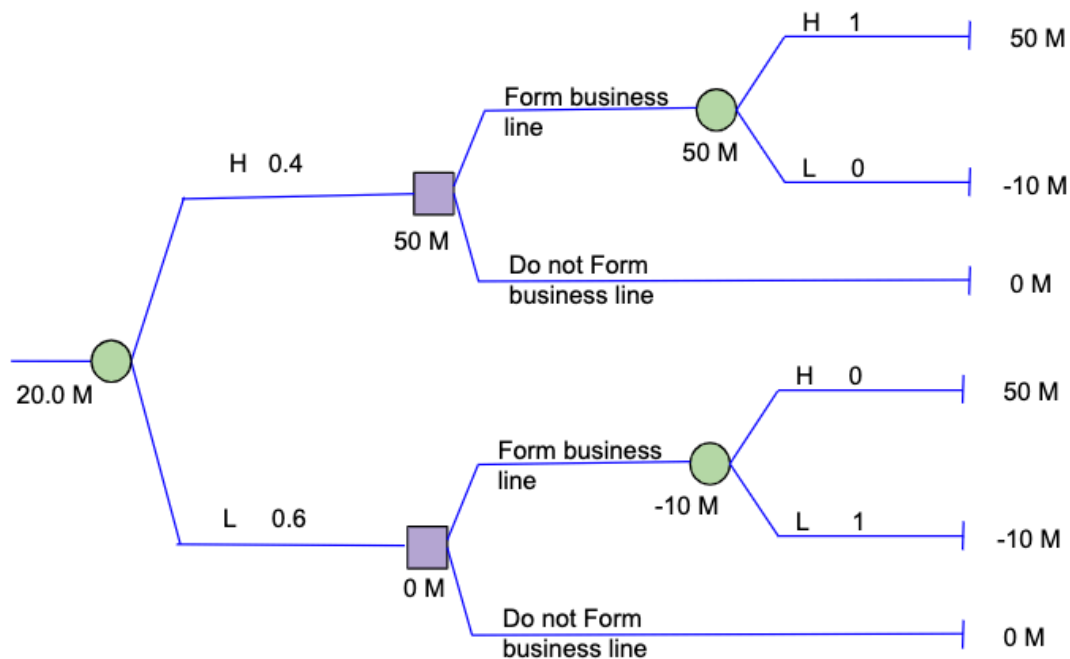 H 1
50 M
Form business
line
50 M
L 0
-10 M
H 0.4
50 M
Do not Form
business line
0 M
20.0 M
H 0
50 M
Form business
line
-10 M
L 1
-10 M
L 0.6
0 M
Do not Form
business line
0 M